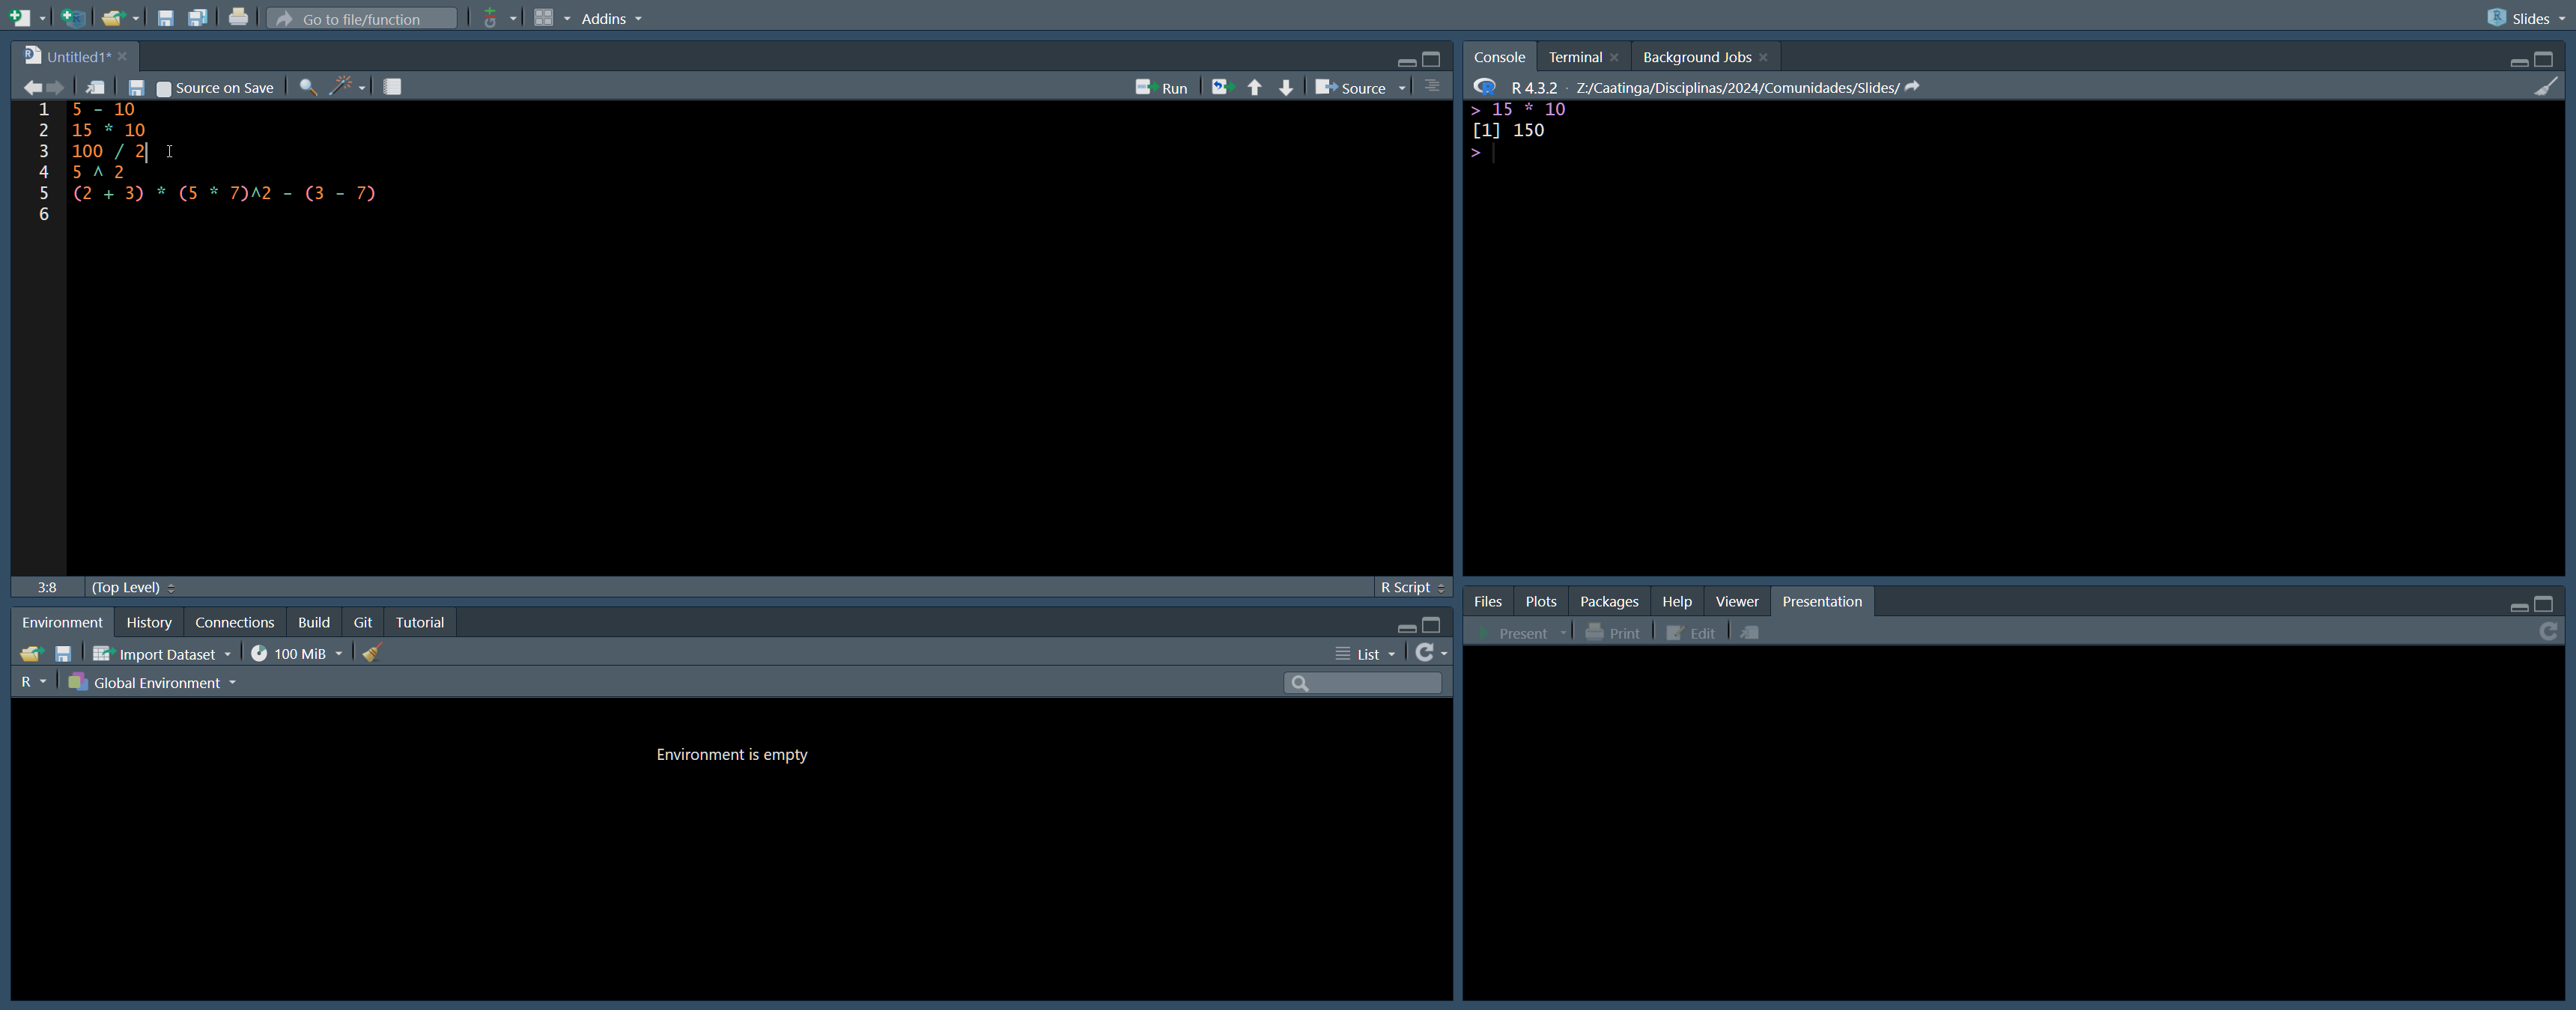 Go to file/function
Addins
Slides
Untitled1*
Source on Save
Run
Source
1 5 - 10
2 15 * 10
3 100 / 2
4 5 ^ 2
5 (2 + 3) * (5 * 7)^2 - (3 - 7)
6
3:8
(Top Level)
R Script
Environment
History
Connections
Build
Git
Tutorial
Import Dataset
100 MiB
List
R
Global Environment
Environment is empty
Console
Terminal
Background Jobs
R 4.3.2 · Z:/Caatinga/Disciplinas/2024/Comunidades/Slides/
> 15 * 10
[1] 150
>
Files
Plots
Packages
Help
Viewer
Presentation
Present
Print
Edit